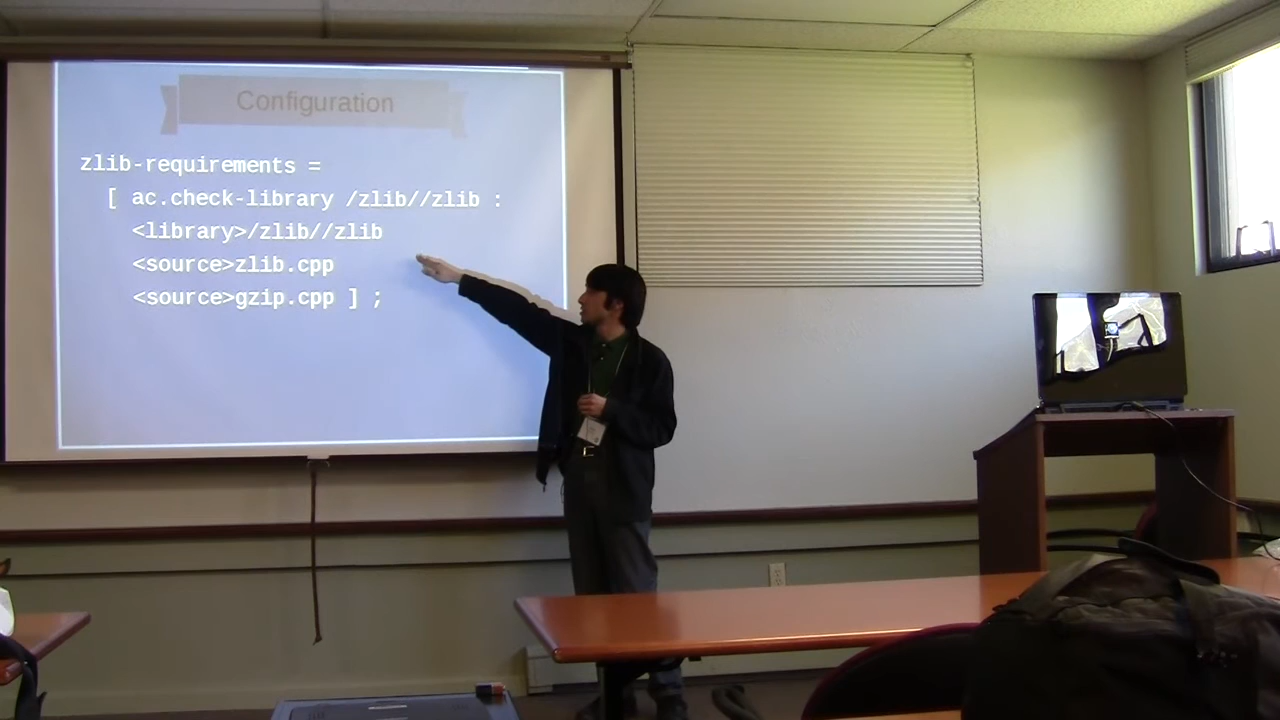 Configuration
zlib-requirements =
[ ac.check-library /zlib//zlib :
<library>/zlib//zlib
<source>zlib.cpp
<source>gzip.cpp ] ;